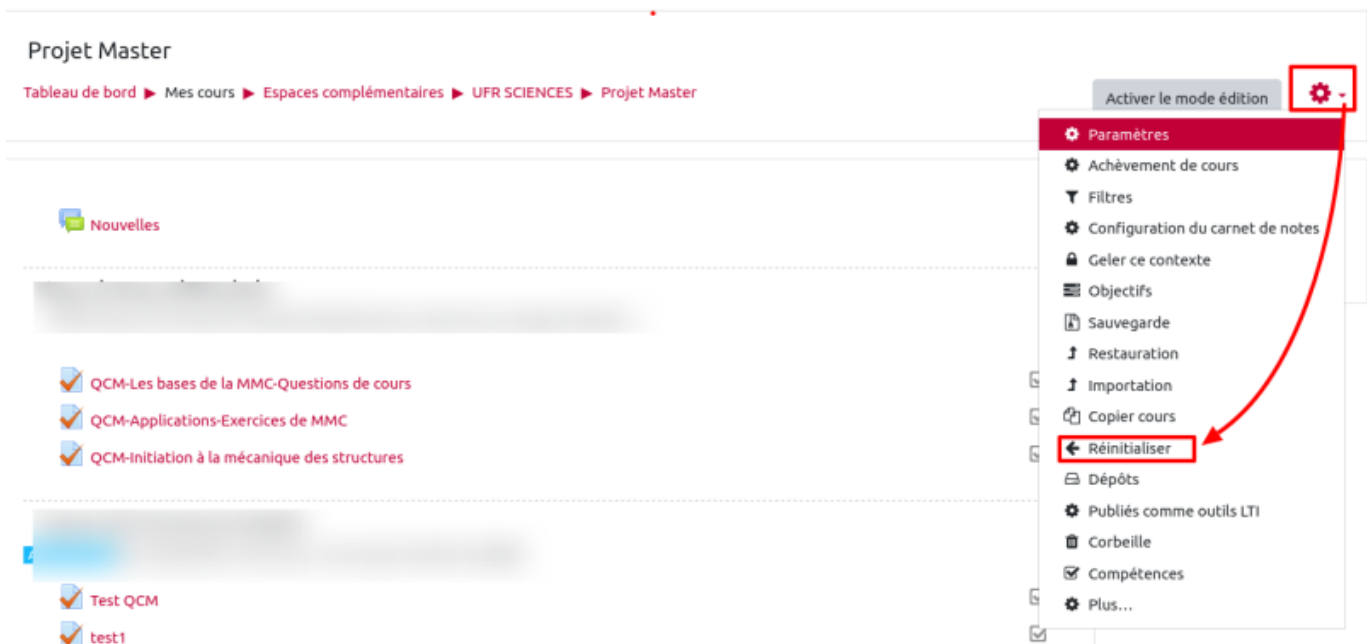 Projet Master
Tableau de bord ▶ Mes cours ▶ Espaces complémentaires ▶ UFR SCIENCES ▶ Projet Master
Activer le mode édition
Paramètres
Achèvement de cours
Filtres
Configuration du carnet de notes
Geler ce contexte
Objectifs
Sauvegarde
Restauration
Importation
Copier cours
Réinitialiser
Dépôts
Publiés comme outils LTI
Corbeille
Compétences
Plus...
Nouvelles
QCM-Les bases de la MMC-Questions de cours
QCM-Applications-Exercices de MMC
QCM-Initiation à la mécanique des structures
Test QCM
test1